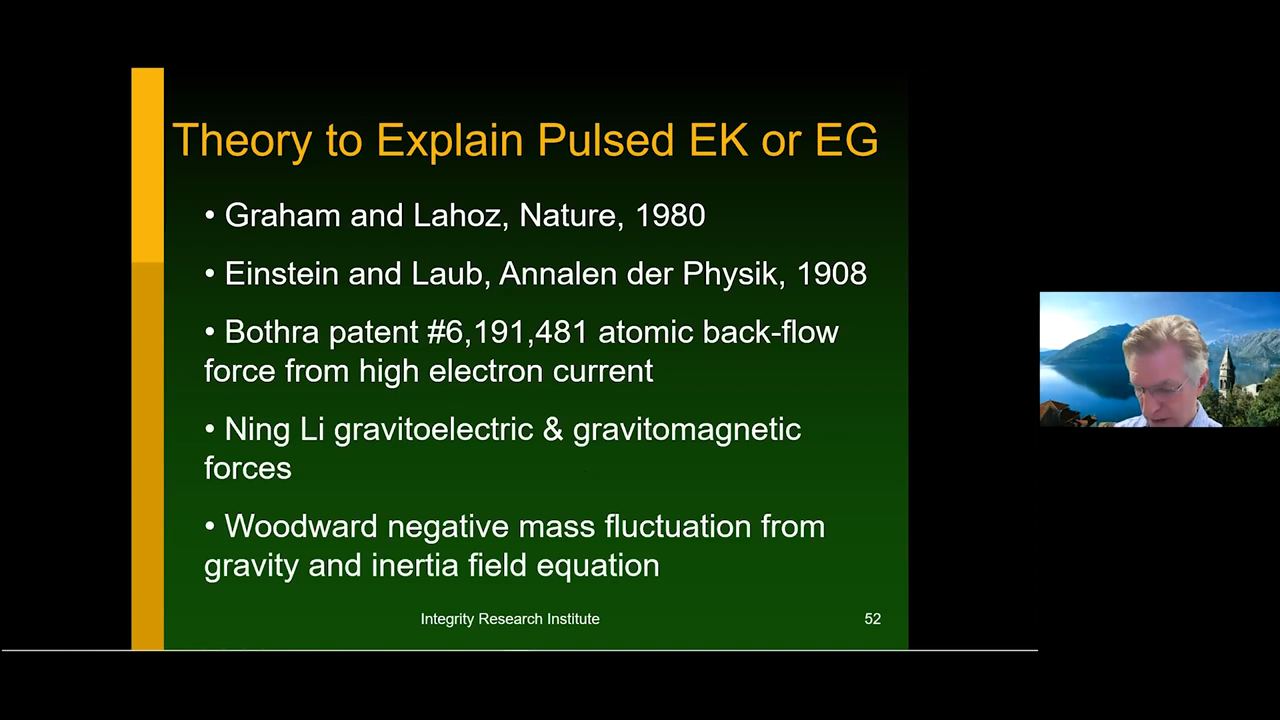 Theory to Explain Pulsed EK or EG
• Graham and Lahoz, Nature, 1980
• Einstein and Laub, Annalen der Physik, 1908
• Bothra patent #6,191,481 atomic back-flow
force from high electron current
• Ning Li gravitoelectric & gravitomagnetic
forces
• Woodward negative mass fluctuation from
gravity and inertia field equation
Integrity Research Institute
52